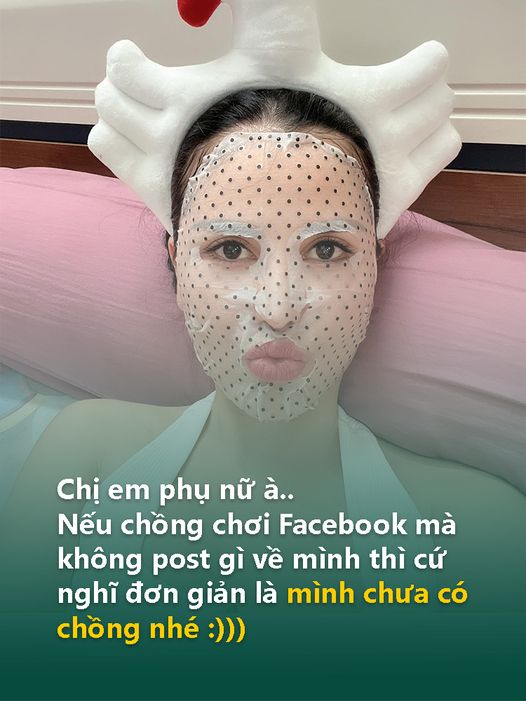 Chị em phụ nữ à..
Nếu chồng chơi Facebook mà
không post gì về mình thì cứ
nghĩ đơn giản là mình chưa có
chồng nhé :)))